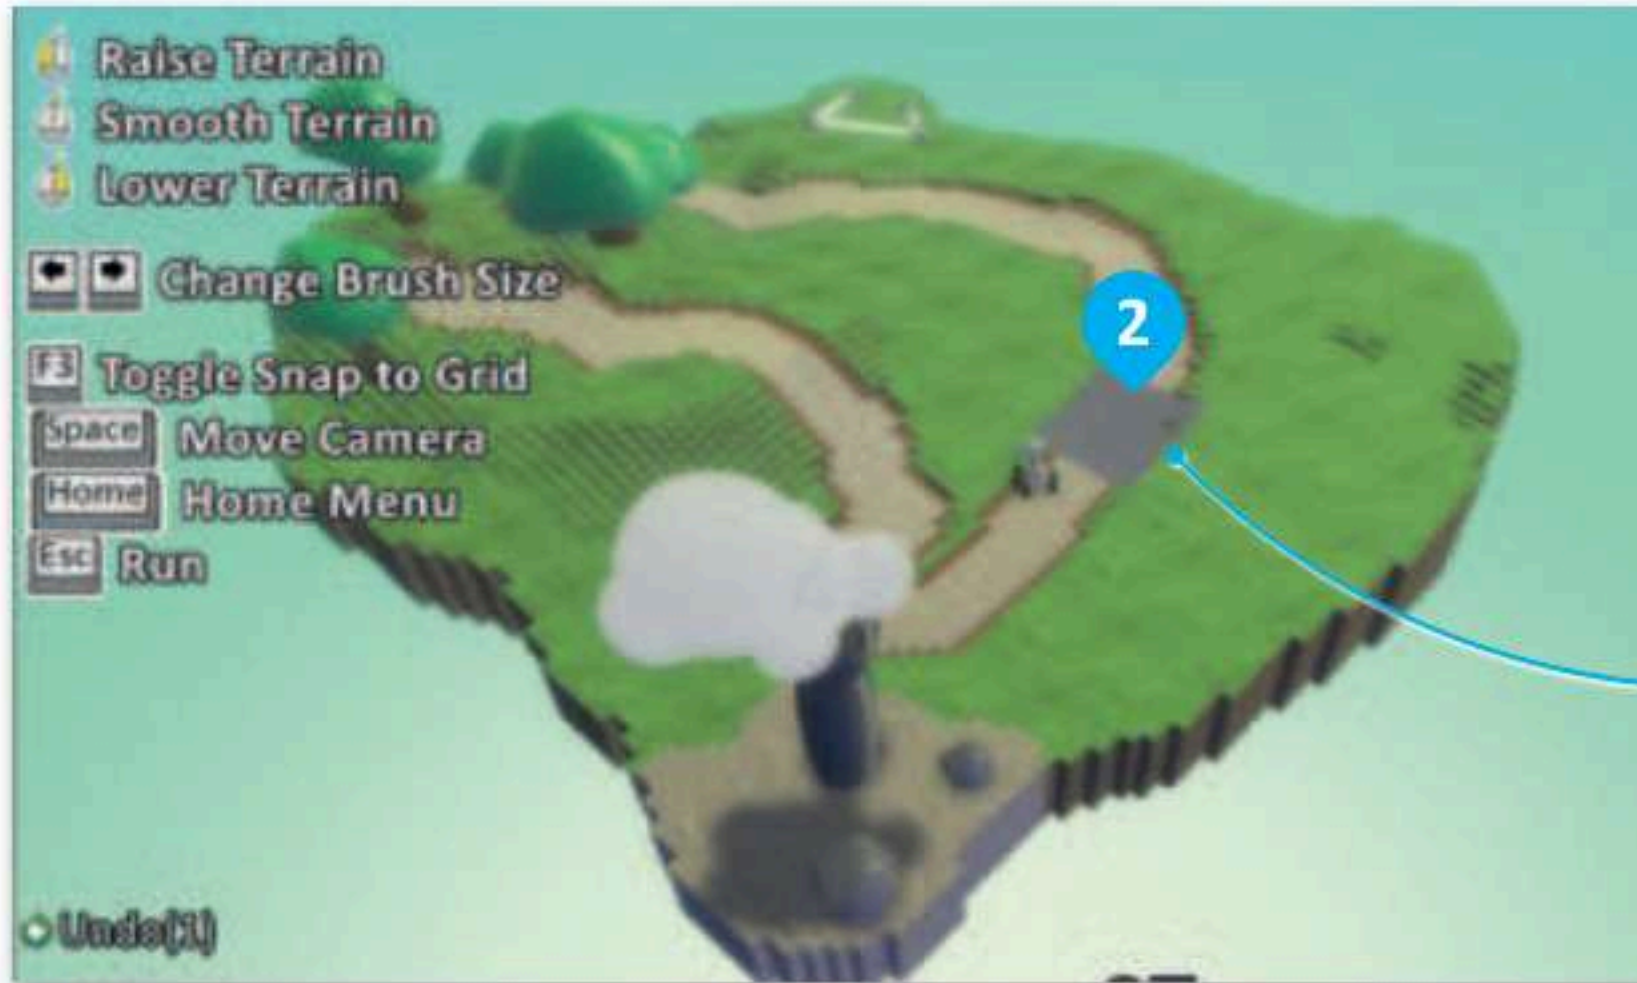 Raise Terrain
Smooth Terrain
Lower Terrain
Change Brush Size
F3 Toggle Snap to Grid
Space Move Camera
Home Home Menu
Esc Run
2
Undo(1)